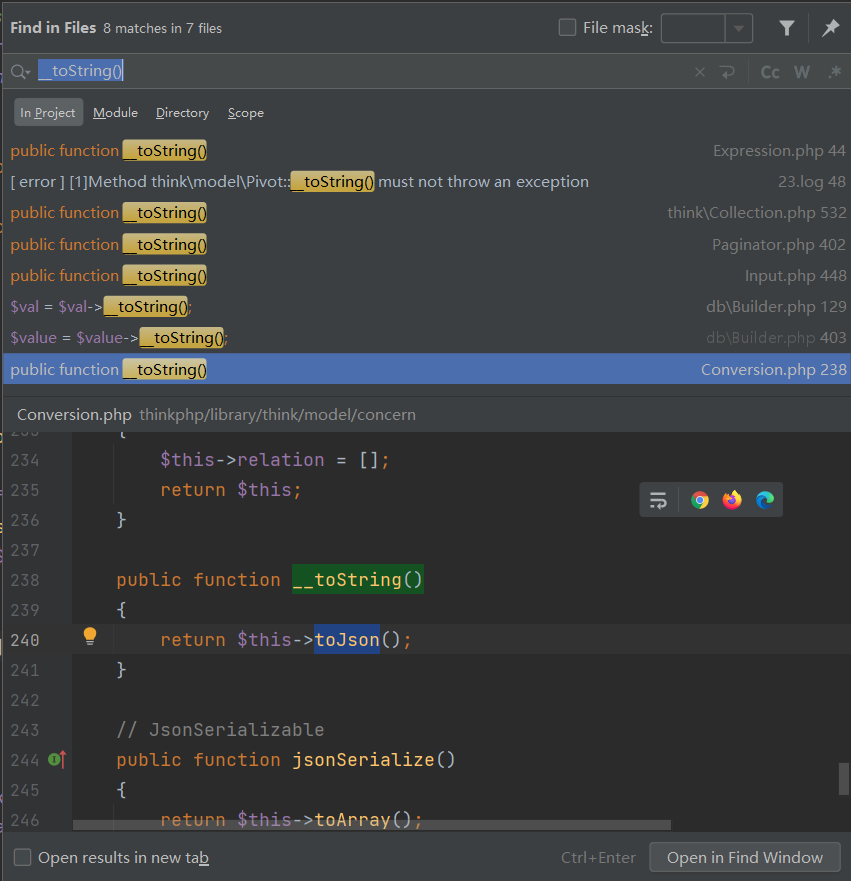 Find in Files 8 matches in 7 files File mask:
__toString() Cc W .*
In Project Module Directory Scope
public function __toString() Expression.php 44
[ error ] [1]Method think\model\Pivot::__toString() must not throw an exception 23.log 48
public function __toString() think\Collection.php 532
public function __toString() Paginator.php 402
public function __toString() Input.php 448
$val = $val->__toString(); db\Builder.php 129
$value = $value->__toString(); db\Builder.php 403
public function __toString() Conversion.php 238
Conversion.php thinkphp/library/think/model/concern
233 {
234 $this->relation = [];
235 return $this;
236 }
237
238 public function __toString()
239 {
240 return $this->toJson();
241 }
242
243 // JsonSerializable
244 public function jsonSerialize()
245 {
246 return $this->toArray();
Open results in new tab Ctrl+Enter Open in Find Window